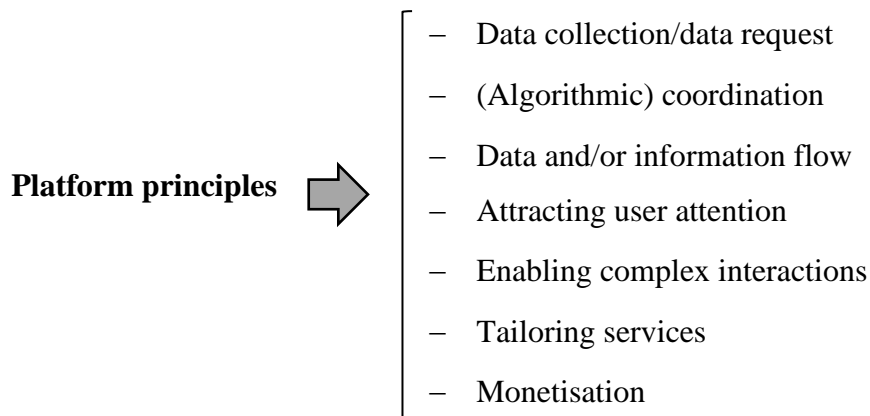 Platform principles
– Data collection/data request
– (Algorithmic) coordination
– Data and/or information flow
– Attracting user attention
– Enabling complex interactions
– Tailoring services
– Monetisation